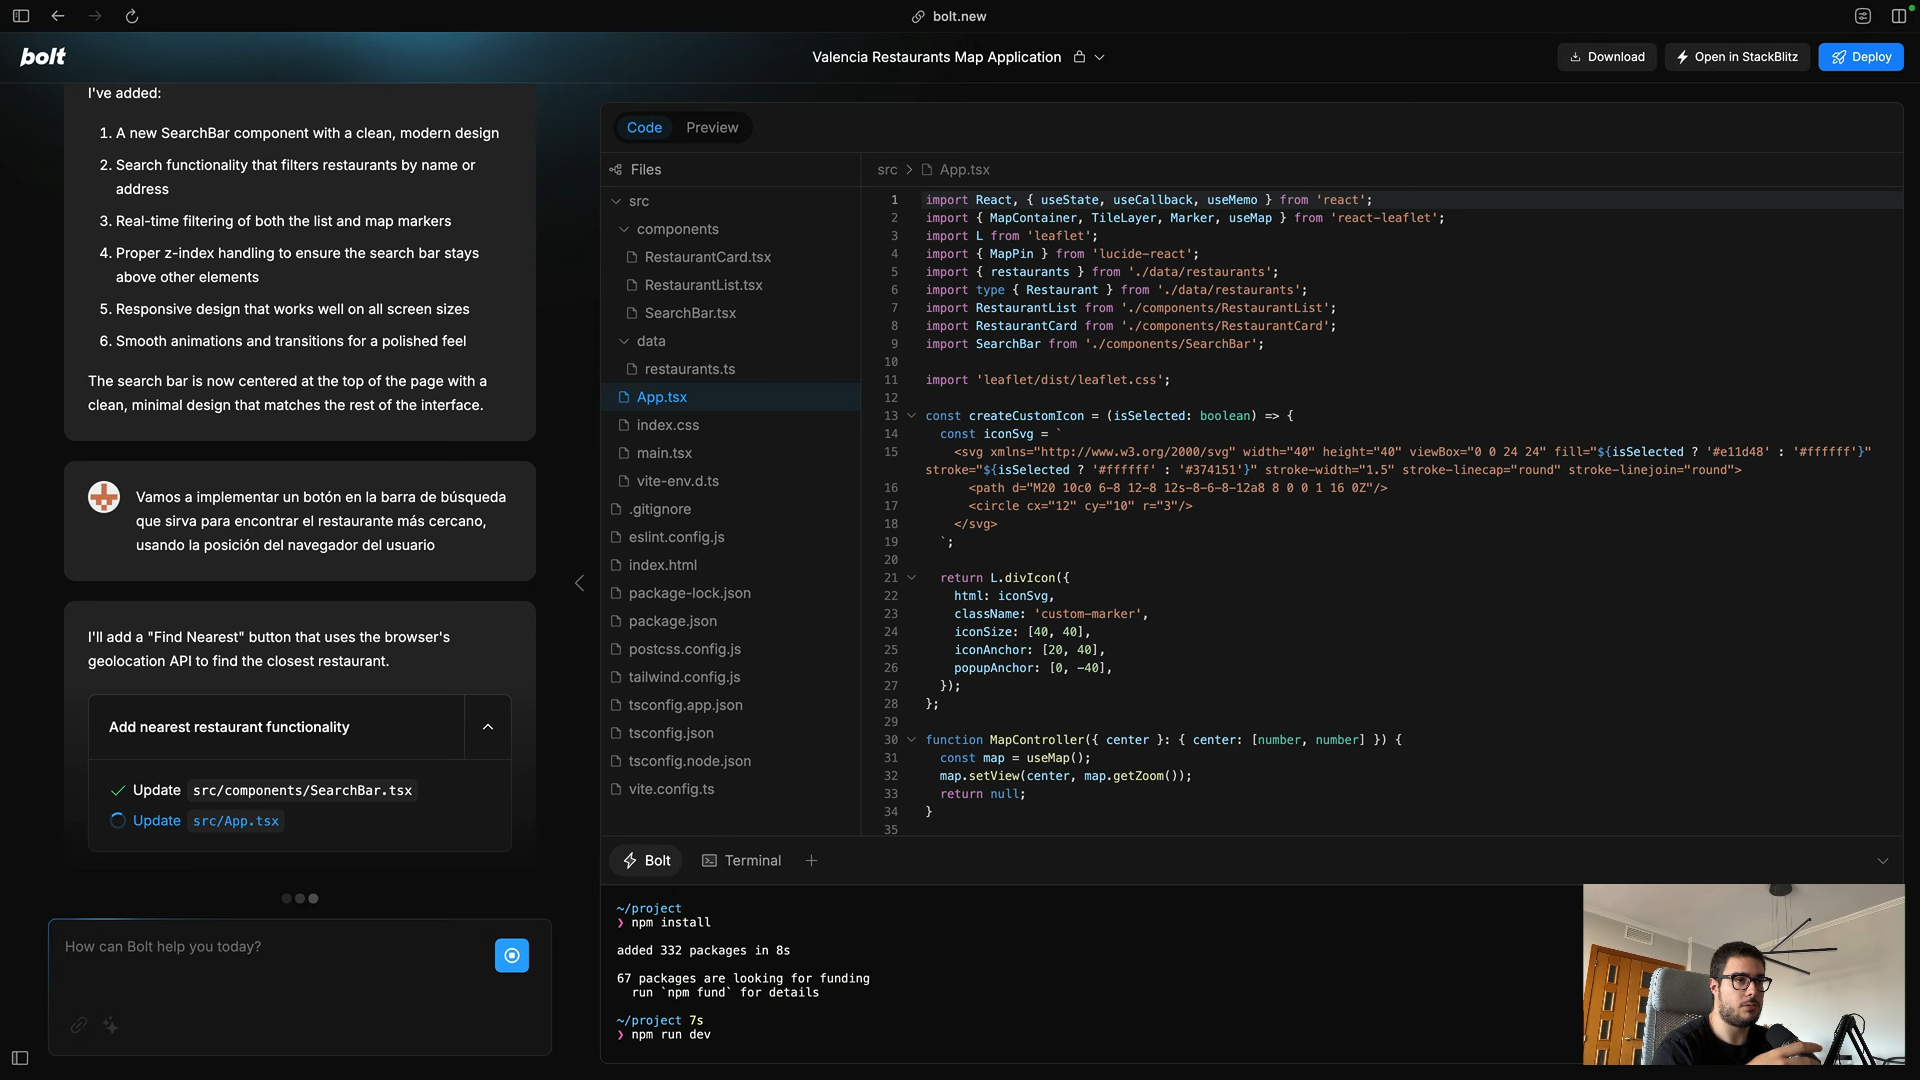 bolt.new
bolt
Valencia Restaurants Map Application
Download
Open in StackBlitz
Deploy
I've added:
1. A new SearchBar component with a clean, modern design
2. Search functionality that filters restaurants by name or
address
3. Real-time filtering of both the list and map markers
4. Proper z-index handling to ensure the search bar stays
above other elements
5. Responsive design that works well on all screen sizes
6. Smooth animations and transitions for a polished feel
The search bar is now centered at the top of the page with a
clean, minimal design that matches the rest of the interface.
Vamos a implementar un botón en la barra de búsqueda
que sirva para encontrar el restaurante más cercano,
usando la posición del navegador del usuario
I'll add a "Find Nearest" button that uses the browser's
geolocation API to find the closest restaurant.
Add nearest restaurant functionality
Update src/components/SearchBar.tsx
Update src/App.tsx
How can Bolt help you today?
Code
Preview
Files
src
components
RestaurantCard.tsx
RestaurantList.tsx
SearchBar.tsx
data
restaurants.ts
App.tsx
index.css
main.tsx
vite-env.d.ts
.gitignore
eslint.config.js
index.html
package-lock.json
package.json
postcss.config.js
tailwind.config.js
tsconfig.app.json
tsconfig.json
tsconfig.node.json
vite.config.ts
src > App.tsx
1 import React, { useState, useCallback, useMemo } from 'react';
2 import { MapContainer, TileLayer, Marker, useMap } from 'react-leaflet';
3 import L from 'leaflet';
4 import { MapPin } from 'lucide-react';
5 import { restaurants } from './data/restaurants';
6 import type { Restaurant } from './data/restaurants';
7 import RestaurantList from './components/RestaurantList';
8 import RestaurantCard from './components/RestaurantCard';
9 import SearchBar from './components/SearchBar';
10
11 import 'leaflet/dist/leaflet.css';
12
13 const createCustomIcon = (isSelected: boolean) => {
14 const iconSvg = `
15 <svg xmlns="http://www.w3.org/2000/svg" width="40" height="40" viewBox="0 0 24 24" fill="${isSelected ? '#e11d48' : '#ffffff'}"
stroke="${isSelected ? '#ffffff' : '#374151'}" stroke-width="1.5" stroke-linecap="round" stroke-linejoin="round">
16 <path d="M20 10c0 6-8 12-8 12s-8-6-8-12a8 8 0 0 1 16 0Z"/>
17 <circle cx="12" cy="10" r="3"/>
18 </svg>
19 `;
20
21 return L.divIcon({
22 html: iconSvg,
23 className: 'custom-marker',
24 iconSize: [40, 40],
25 iconAnchor: [20, 40],
26 popupAnchor: [0, -40],
27 });
28 };
29
30 function MapController({ center }: { center: [number, number] }) {
31 const map = useMap();
32 map.setView(center, map.getZoom());
33 return null;
34 }
35
Bolt
Terminal
~/project
❯ npm install
added 332 packages in 8s
67 packages are looking for funding
run `npm fund` for details
~/project 7s
❯ npm run dev